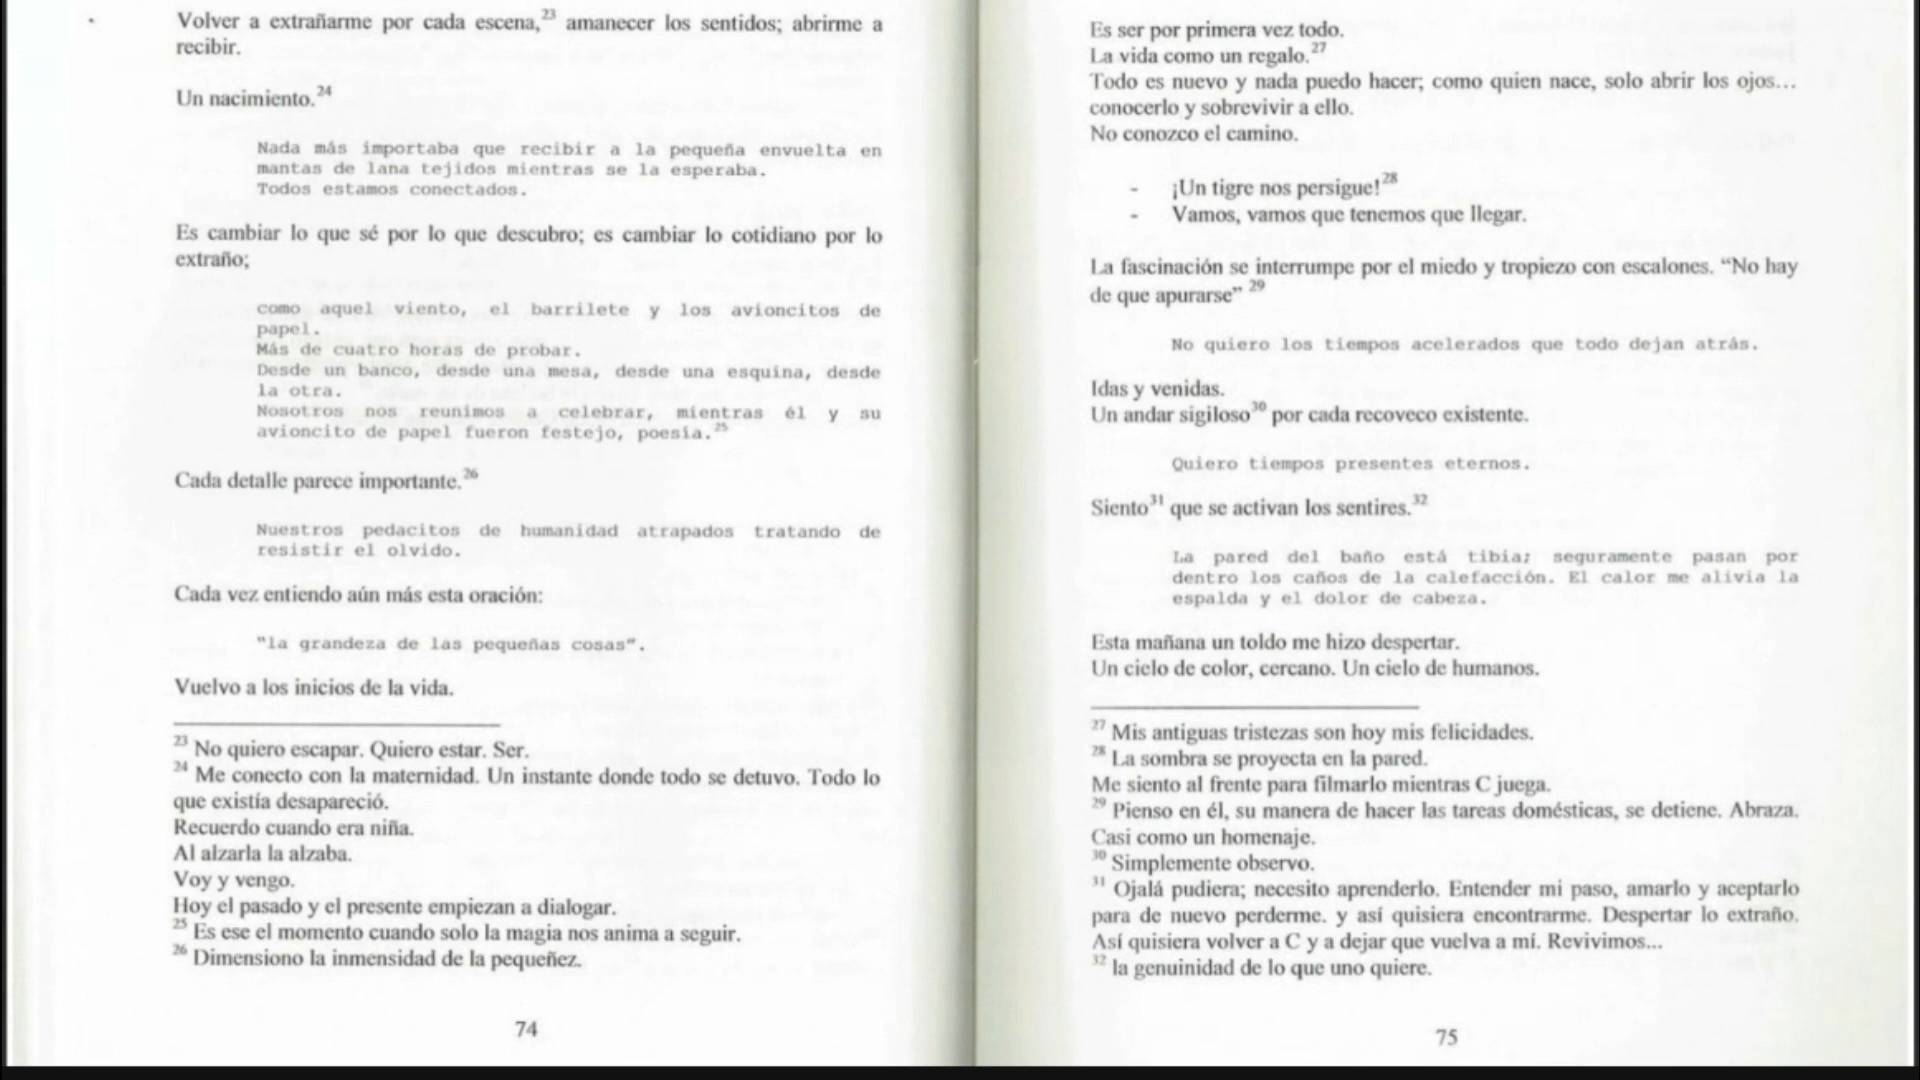 Volver a extrañarme por cada escena,²³ amanecer los sentidos; abrirme a
recibir.
Un nacimiento.²⁴
Nada más importaba que recibir a la pequeña envuelta en
mantas de lana tejidos mientras se la esperaba.
Todos estamos conectados.
Es cambiar lo que sé por lo que descubro; es cambiar lo cotidiano por lo
extraño;
como aquel viento, el barrilete y los avioncitos de
papel.
Más de cuatro horas de probar.
Desde un banco, desde una mesa, desde una esquina, desde
la otra.
Nosotros nos reunimos a celebrar, mientras él y su
avioncito de papel fueron festejo, poesía.²⁵
Cada detalle parece importante.²⁶
Nuestros pedacitos de humanidad atrapados tratando de
resistir el olvido.
Cada vez entiendo aún más esta oración:
"la grandeza de las pequeñas cosas".
Vuelvo a los inicios de la vida.
²³ No quiero escapar. Quiero estar. Ser.
²⁴ Me conecto con la maternidad. Un instante donde todo se detuvo. Todo lo
que existía desapareció.
Recuerdo cuando era niña.
Al alzarla la alzaba.
Voy y vengo.
Hoy el pasado y el presente empiezan a dialogar.
²⁵ Es ese el momento cuando solo la magia nos anima a seguir.
²⁶ Dimensiono la inmensidad de la pequeñez.
74
Es ser por primera vez todo.
La vida como un regalo.²⁷
Todo es nuevo y nada puedo hacer; como quien nace, solo abrir los ojos…
conocerlo y sobrevivir a ello.
No conozco el camino.
- ¡Un tigre nos persigue!²⁸
- Vamos, vamos que tenemos que llegar.
La fascinación se interrumpe por el miedo y tropiezo con escalones. “No hay
de que apurarse” ²⁹
No quiero los tiempos acelerados que todo dejan atrás.
Idas y venidas.
Un andar sigiloso³⁰ por cada recoveco existente.
Quiero tiempos presentes eternos.
Siento³¹ que se activan los sentires.³²
La pared del baño está tibia; seguramente pasan por
dentro los caños de la calefacción. El calor me alivia la
espalda y el dolor de cabeza.
Esta mañana un toldo me hizo despertar.
Un cielo de color, cercano. Un cielo de humanos.
²⁷ Mis antiguas tristezas son hoy mis felicidades.
²⁸ La sombra se proyecta en la pared.
Me siento al frente para filmarlo mientras C juega.
²⁹ Pienso en él, su manera de hacer las tareas domésticas, se detiene. Abraza.
Casi como un homenaje.
³⁰ Simplemente observo.
³¹ Ojalá pudiera; necesito aprenderlo. Entender mi paso, amarlo y aceptarlo
para de nuevo perderme. y así quisiera encontrarme. Despertar lo extraño.
Así quisiera volver a C y a dejar que vuelva a mí. Revivimos...
³² la genuinidad de lo que uno quiere.
75